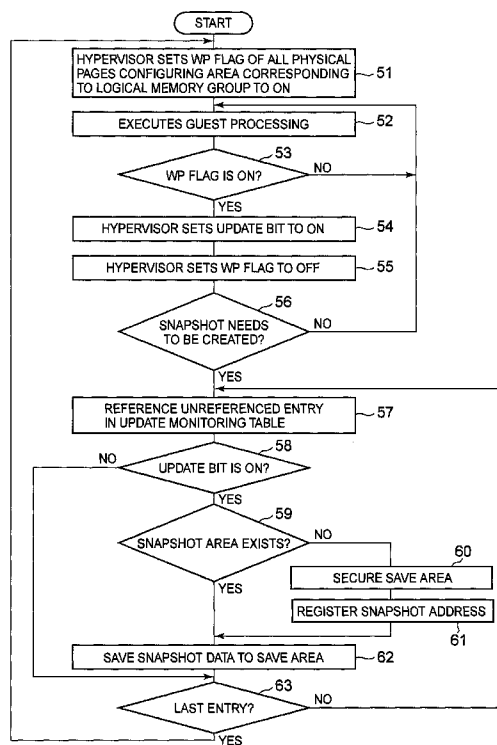 START
HYPERVISOR SETS WP FLAG OF ALL PHYSICAL
PAGES CONFIGURING AREA CORRESPONDING
TO LOGICAL MEMORY GROUP TO ON
51
EXECUTES GUEST PROCESSING
52
53
WP FLAG IS ON?
NO
YES
HYPERVISOR SETS UPDATE BIT TO ON
54
HYPERVISOR SETS WP FLAG TO OFF
55
56
SNAPSHOT NEEDS
TO BE CREATED?
NO
YES
REFERENCE UNREFERENCED ENTRY
IN UPDATE MONITORING TABLE
57
58
NO
UPDATE BIT IS ON?
YES
59
SNAPSHOT AREA EXISTS?
NO
60
SECURE SAVE AREA
YES
REGISTER SNAPSHOT ADDRESS
61
SAVE SNAPSHOT DATA TO SAVE AREA
62
63
LAST ENTRY?
NO
YES